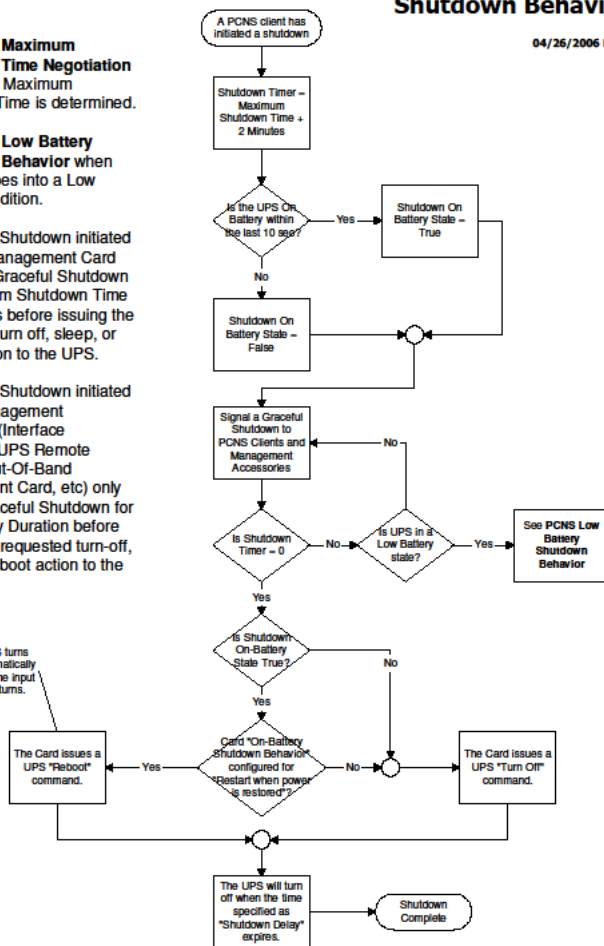 Shutdown Behavi
04/26/2006
Maximum
Time Negotiation
Maximum
Time is determined.
Low Battery
Behavior when
es into a Low
dition.
Shutdown initiated
anagement Card
Graceful Shutdown
m Shutdown Time
s before issuing the
urn off, sleep, or
on to the UPS.
Shutdown initiated
agement
(Interface
UPS Remote
ut-Of-Band
nt Card, etc) only
ceful Shutdown for
y Duration before
requested turn-off,
eboot action to the
S turns
matically
ne input
turns.
A PCNS client has
initiated a shutdown
Shutdown Timer =
Maximum
Shutdown Time +
2 Minutes
Is the UPS On
Battery within
the last 10 sec?
Yes
Shutdown On
Battery State =
True
No
Shutdown On
Battery State =
False
Signal a Graceful
Shutdown to
PCNS Clients and
Management
Accessories
No
Is Shutdown
Timer = 0
No
Is UPS in a
Low Battery
state?
Yes
See PCNS Low
Battery
Shutdown
Behavior
Yes
Is Shutdown
On-Battery
State True?
No
Yes
Card "On-Battery
Shutdown Behavior"
configured for
"Restart when power
is restored"?
Yes
The Card issues a
UPS "Reboot"
command.
No
The Card issues a
UPS "Turn Off"
command.
The UPS will turn
off when the time
specified as
"Shutdown Delay"
expires.
Shutdown
Complete